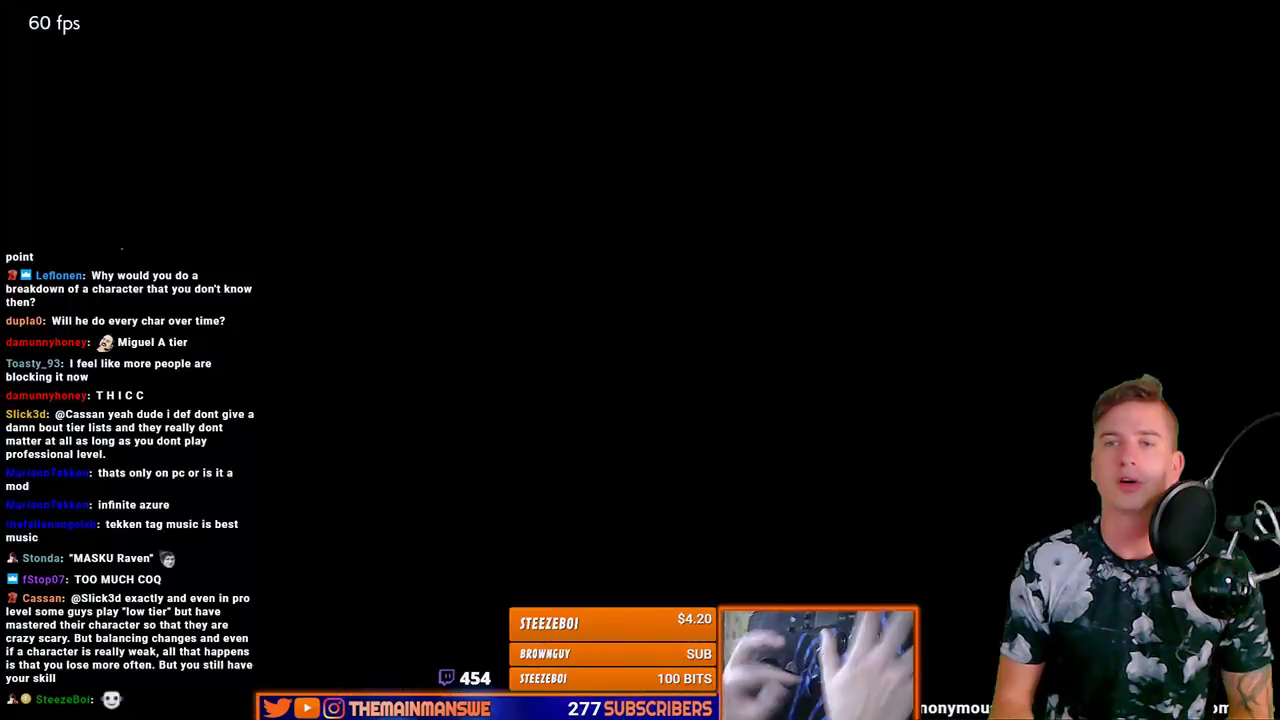 60 fps
point
Leflonen: Why would you do a
breakdown of a character that you don't know
then?
dupla0: Will he do every char over time?
damunnyhoney: Miguel A tier
Toasty_93: I feel like more people are
blocking it now
damunnyhoney: T H I C C
Slick3d: @Cassan yeah dude i def dont give a
damn bout tier lists and they really dont
matter at all as long as you dont play
professional level.
MarianoTekken: thats only on pc or is it a
mod
MarianoTekken: infinite azure
tekken tag music is best
music
Stonda: "MASKU Raven"
fStop07: TOO MUCH COQ
Cassan: @Slick3d exactly and even in pro
level some guys play "low tier" but have
mastered their character so that they are
crazy scary. But balancing changes and even
if a character is really weak, all that happens
is that you lose more often. But you still have
your skill
SteezeBoi:
454
STEEZEBOI $4.20
BROWNGUY SUB
STEEZEBOI 100 BITS
THEMAINMANSWE 277 SUBSCRIBERS
nonymou
om